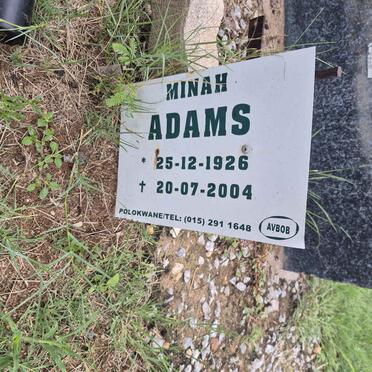 MINAH
ADAMS
* 25-12-1926
† 20-07-2004
POLOKWANE/TEL: (015) 291 1648
AVBOB